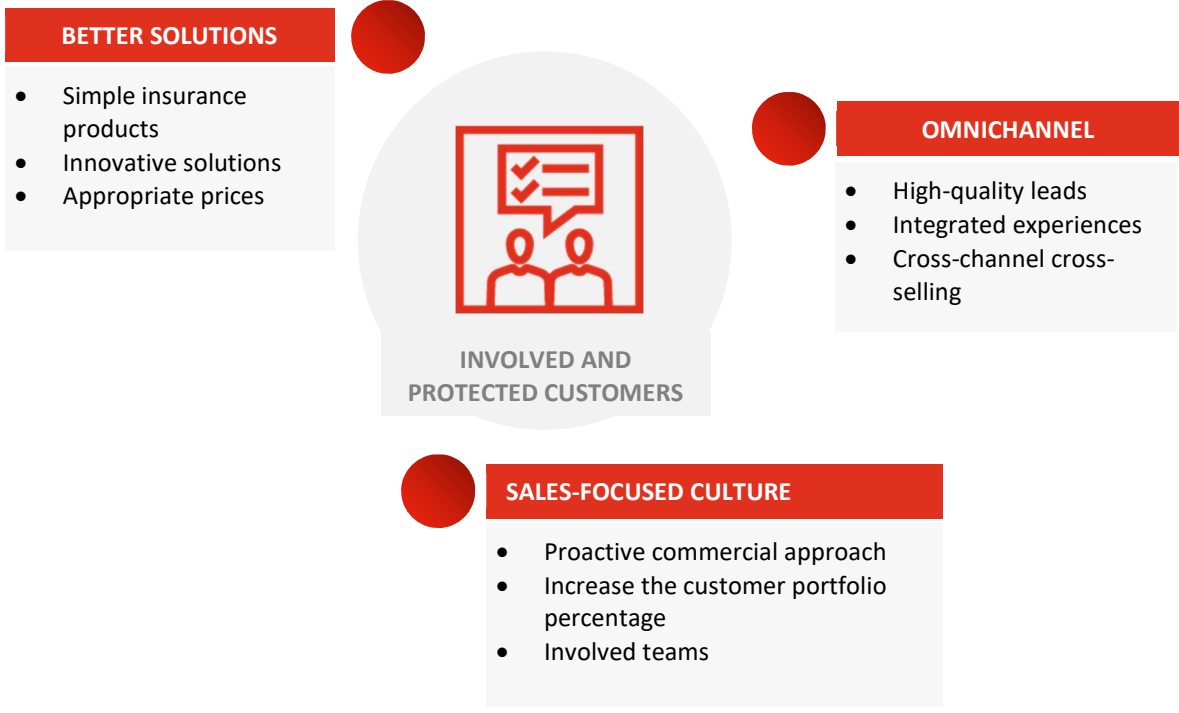 BETTER SOLUTIONS
• Simple insurance
products
• Innovative solutions
• Appropriate prices
OMNICHANNEL
• High-quality leads
• Integrated experiences
• Cross-channel cross-
selling
INVOLVED AND
PROTECTED CUSTOMERS
SALES-FOCUSED CULTURE
• Proactive commercial approach
• Increase the customer portfolio
percentage
• Involved teams